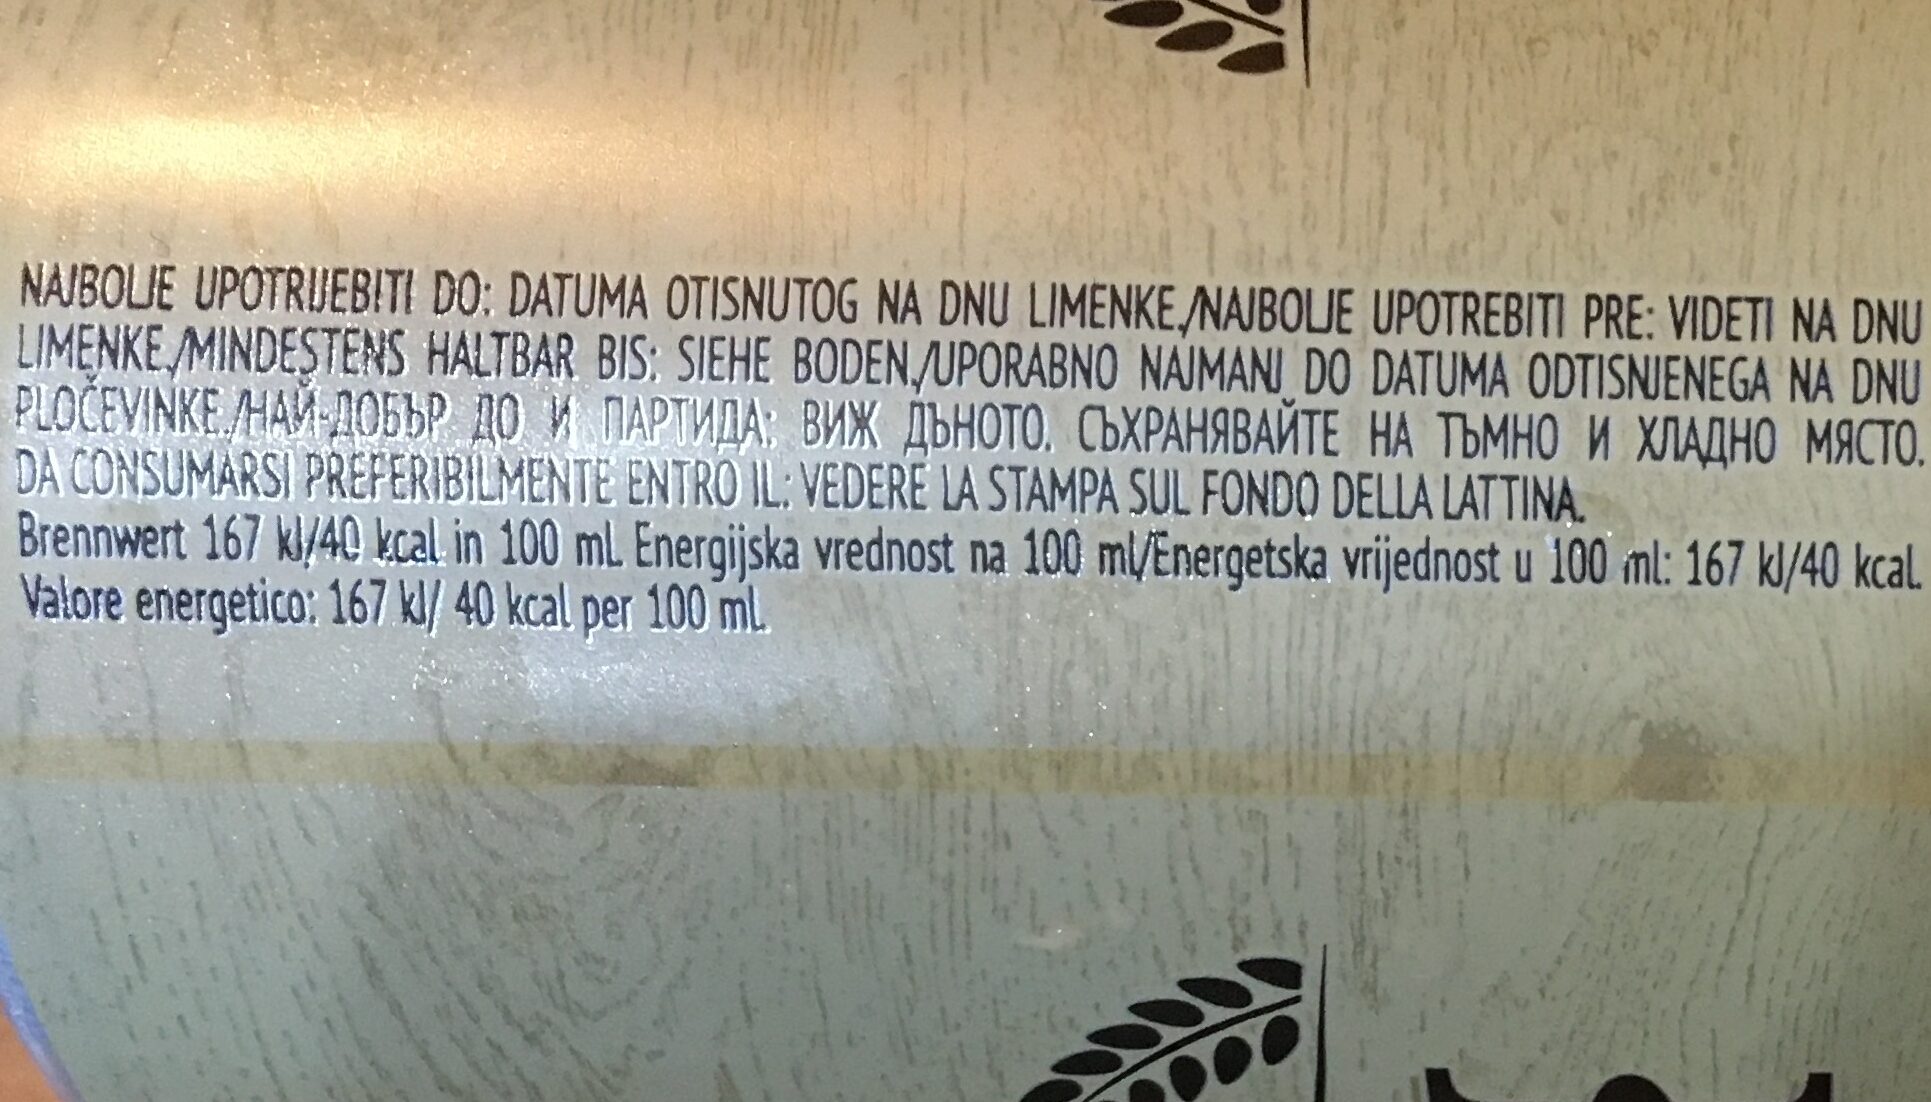 NAJBOLJE UPOTRIJEBITI DO: DATUMA OTISNUTOG NA DNU LIMENKE./NAJBOLJE UPOTREBITI PRE: VIDETI NA DNU
LIMENKE./MINDESTENS HALTBAR BIS: SIEHE BODEN./UPORABNO NAJMANJ DO DATUMA ODTISNJENEGA NA DNU
PLOČEVINKE./НАЙ-ДОБЪР ДО И ПАРТИДА: ВИЖ ДЪНОТО. СЪХРАНЯВАЙТЕ НА ТЪМНО И ХЛАДНО МЯСТО.
DA CONSUMARSI PREFERIBILMENTE ENTRO IL: VEDERE LA STAMPA SUL FONDO DELLA LATTINA.
Brennwert 167 kJ/40 kcal in 100 ml. Energijska vrednost na 100 ml/Energetska vrijednost u 100 ml: 167 kJ/40 kcal.
Valore energetico: 167 kJ/ 40 kcal per 100 ml.